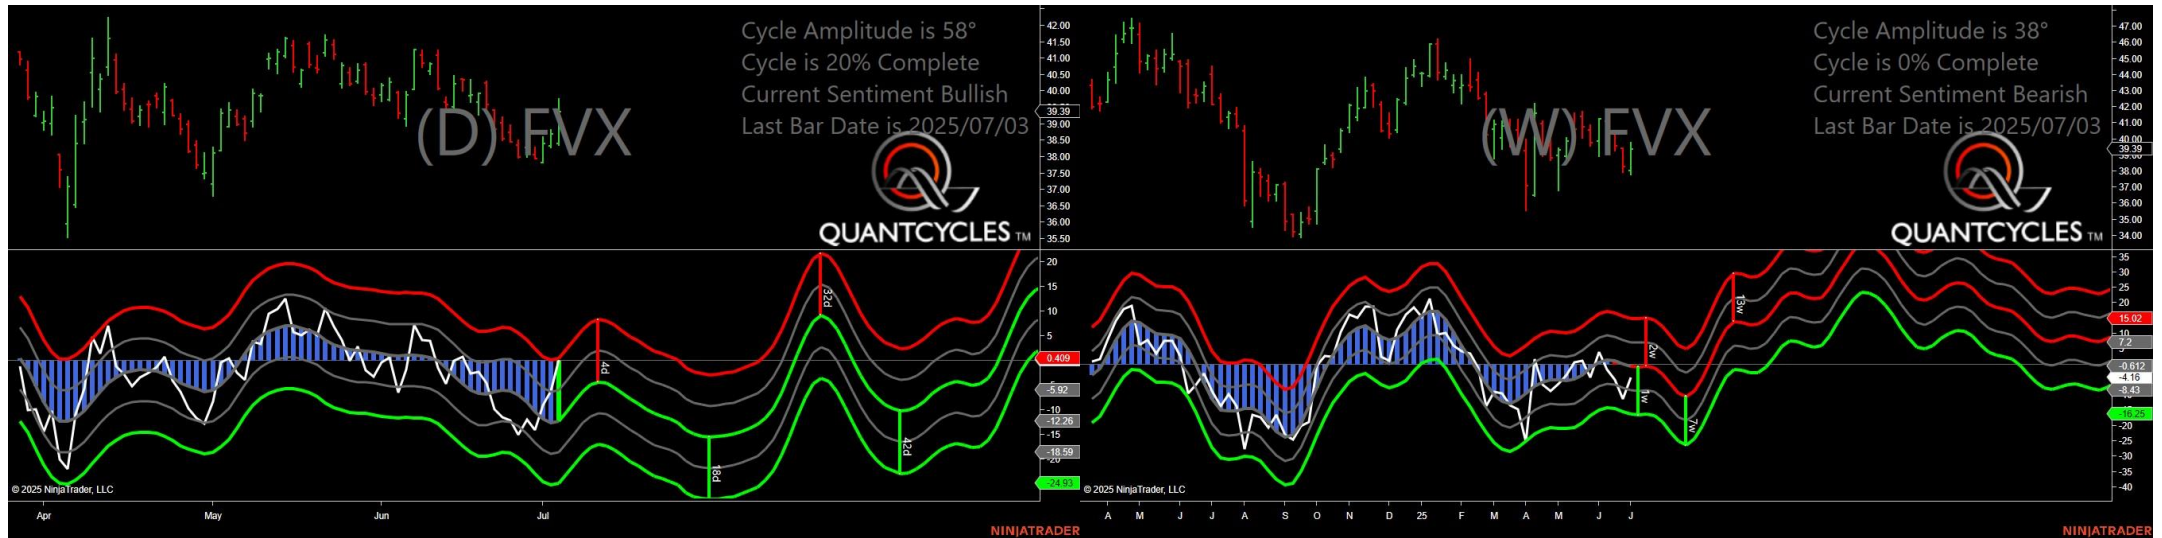 Cycle Amplitude is 58°
Cycle is 20% Complete
Current Sentiment Bullish
Last Bar Date is 2025/07/03
(D) FVX
QUANTCYCLES TM
42.00
41.50
41.00
40.50
40.00
39.39
39.00
38.50
38.00
37.50
37.00
36.50
36.00
35.50
20
15
10
5
0.409
-5.92
-10
-12.26
-15
-18.59
-20
-24.93
4d
18d
32d
42d
© 2025 NinjaTrader, LLC
Apr May Jun Jul
NINJATRADER
Cycle Amplitude is 38°
Cycle is 0% Complete
Current Sentiment Bearish
Last Bar Date is 2025/07/03
(W) FVX
QUANTCYCLES TM
47.00
46.00
45.00
44.00
43.00
42.00
41.00
40.00
39.39
39.00
38.00
37.00
36.00
35.00
34.00
35
30
25
20
15.02
10
7.2
-0.612
-4.16
-8.43
-16.25
-20
-25
-30
-35
-40
1w
2w
7w
13w
© 2025 NinjaTrader, LLC
A M J J A S O N D 25 F M A M J J
NINJATRADER